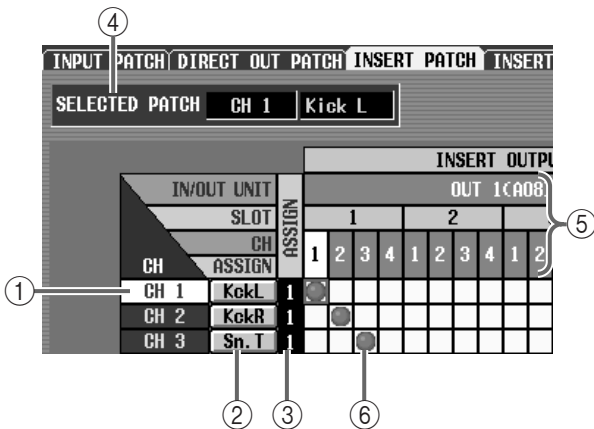 ④
INPUT PATCH DIRECT OUT PATCH INSERT PATCH INSERT
SELECTED PATCH CH 1 Kick L
INSERT OUTPU
IN/OUT UNIT OUT 1(AO8)
SLOT 1 2
CH 1 2 3 4 1 2 3 4 1 2
CH ASSIGN ASSIGN
⑤
① CH 1 KckL 1
CH 2 KckR 1
CH 3 Sn.T 1
② ③ ⑥